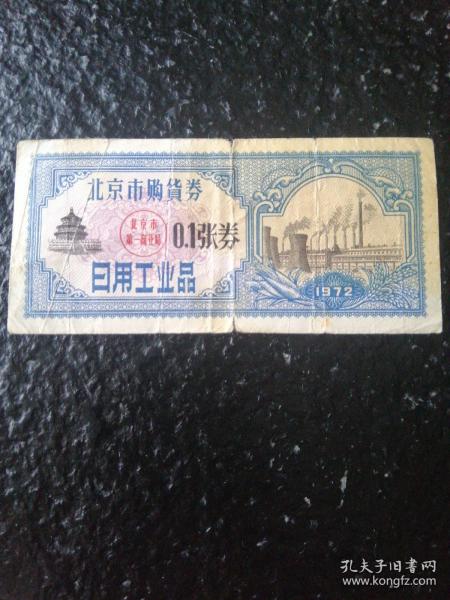 北京市购货券
北京市
第一商业局
0.1张券
日用工业品
1972
孔夫子旧书网
www.kongfz.com